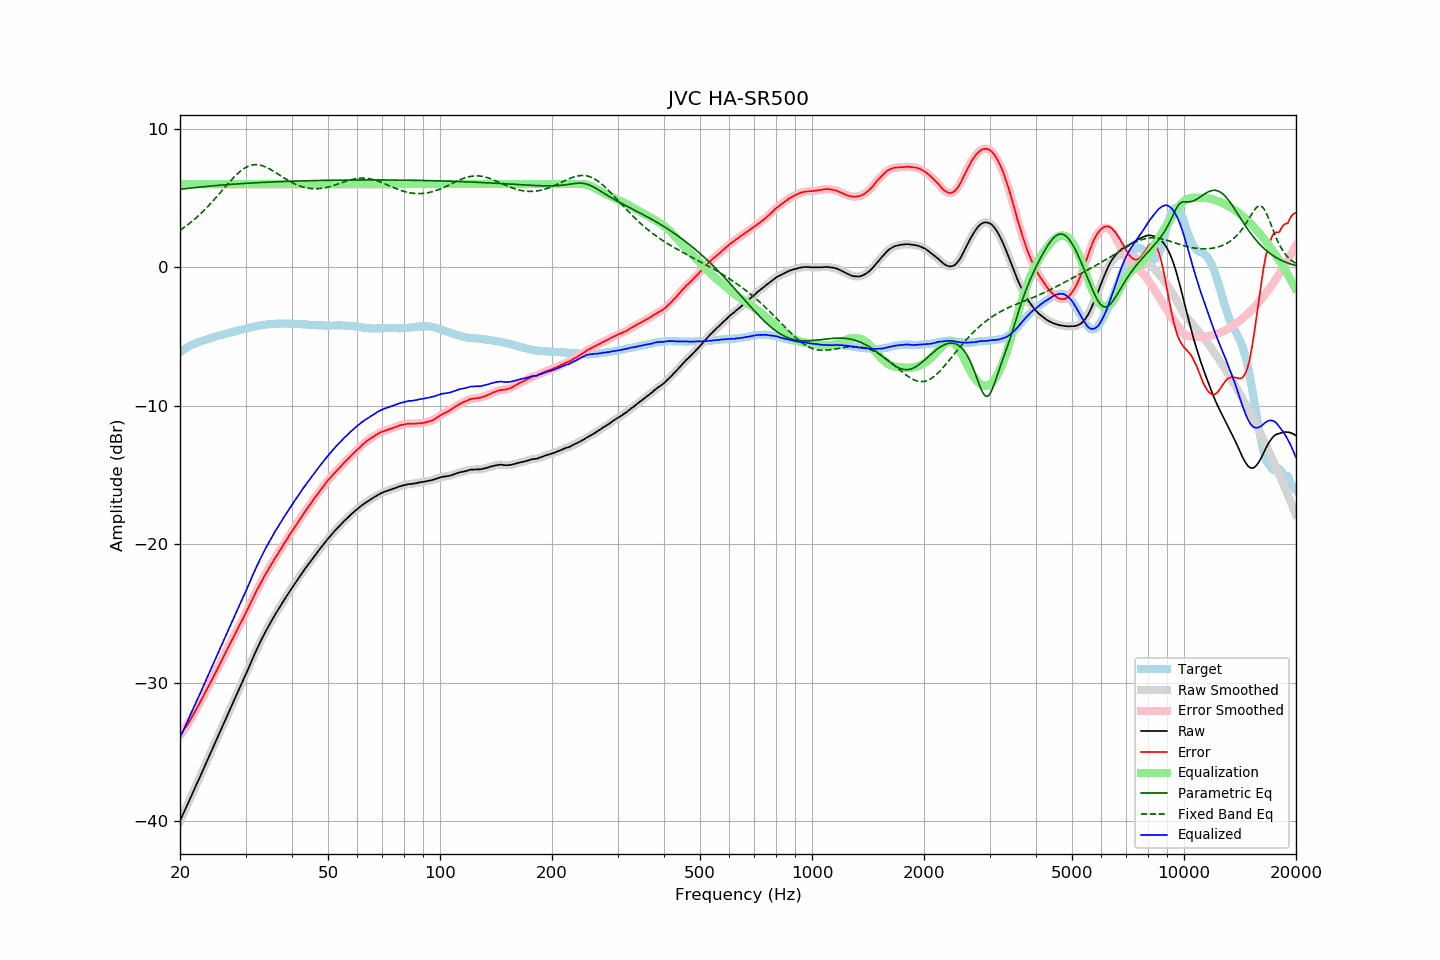 JVC HA-SR500
Amplitude (dBr)
10
0
−10
−20
−30
−40
20
50
100
200
500
1000
2000
5000
10000
20000
Frequency (Hz)
Target
Raw Smoothed
Error Smoothed
Raw
Error
Equalization
Parametric Eq
Fixed Band Eq
Equalized